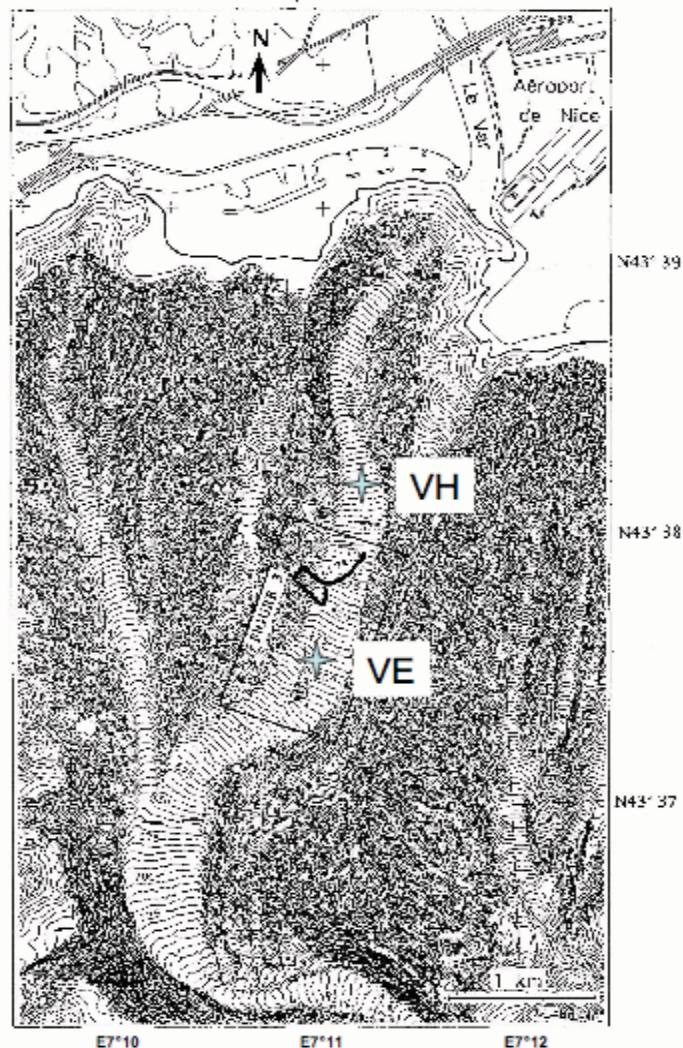 N
Aéroport
de Nice
Le Var
N43° 39
VH
N43° 38
VE
N43° 37
1 km
E7°10
E7°11
E7°12